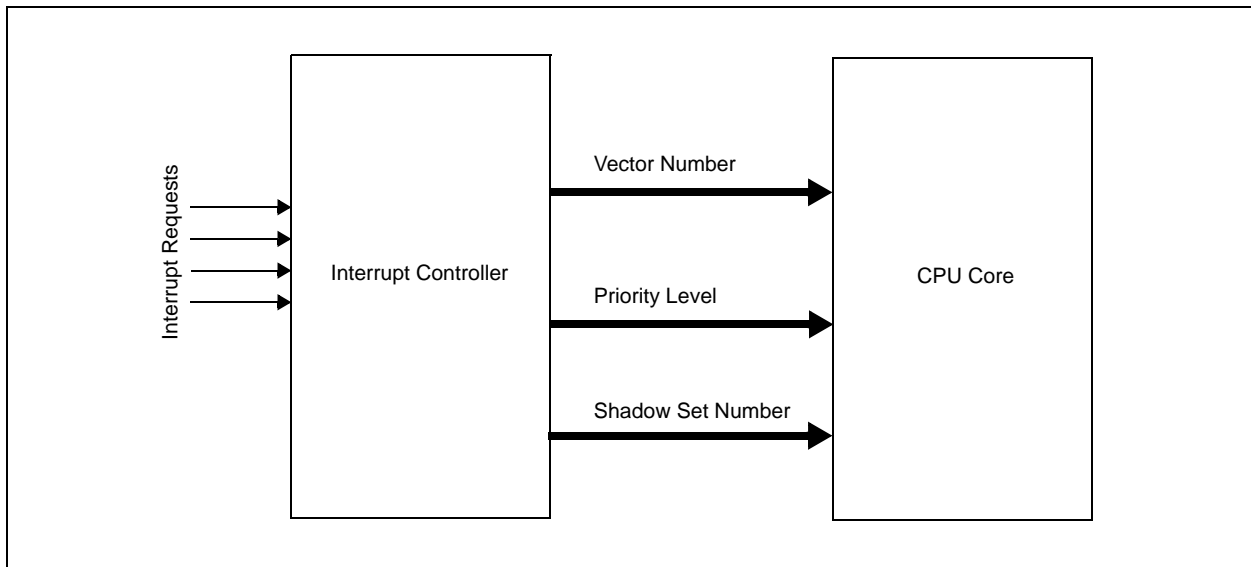 Interrupt Requests
Interrupt Controller
Vector Number
Priority Level
Shadow Set Number
CPU Core